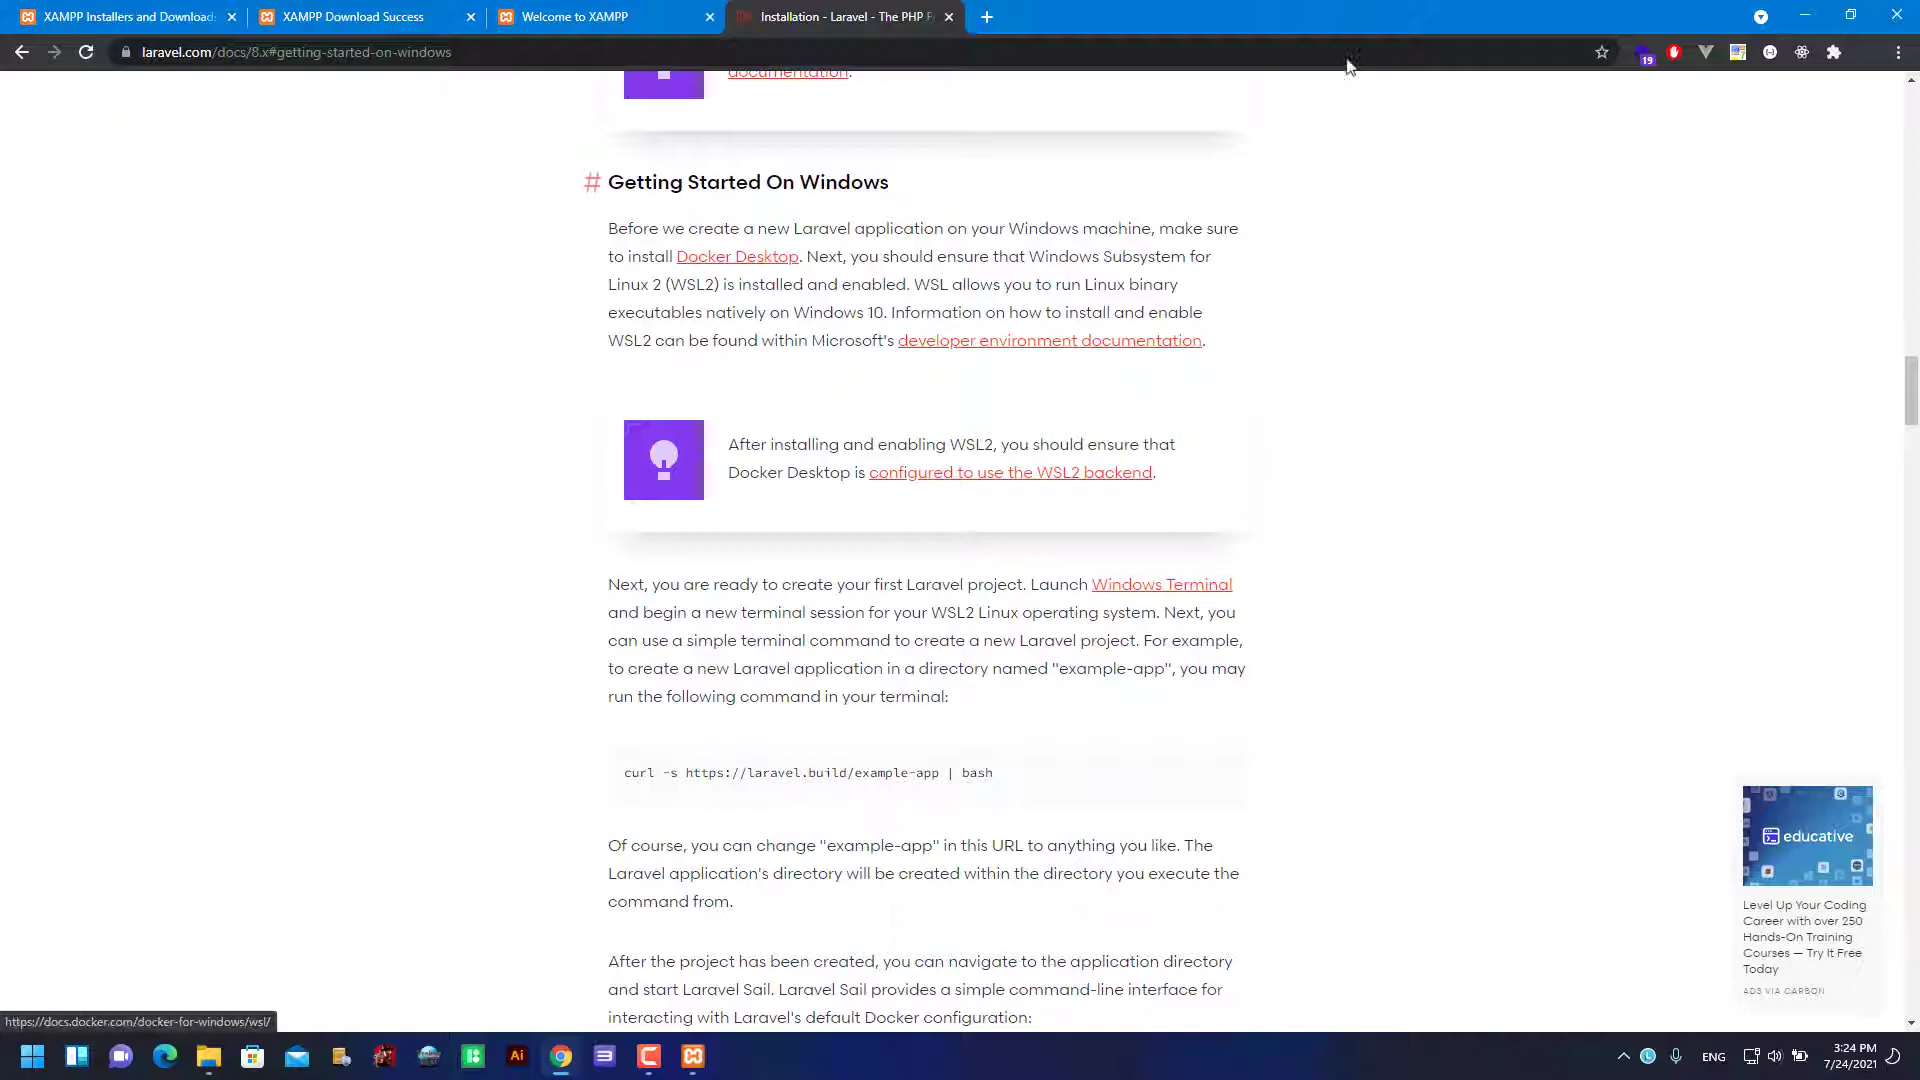 XAMPP Installers and Download
XAMPP Download Success
Welcome to XAMPP
Installation - Laravel - The PHP F
laravel.com/docs/8.x#getting-started-on-windows
19
documentation.
# Getting Started On Windows
Before we create a new Laravel application on your Windows machine, make sure
to install Docker Desktop. Next, you should ensure that Windows Subsystem for
Linux 2 (WSL2) is installed and enabled. WSL allows you to run Linux binary
executables natively on Windows 10. Information on how to install and enable
WSL2 can be found within Microsoft's developer environment documentation.
After installing and enabling WSL2, you should ensure that
Docker Desktop is configured to use the WSL2 backend.
Next, you are ready to create your first Laravel project. Launch Windows Terminal
and begin a new terminal session for your WSL2 Linux operating system. Next, you
can use a simple terminal command to create a new Laravel project. For example,
to create a new Laravel application in a directory named "example-app", you may
run the following command in your terminal:
curl -s https://laravel.build/example-app | bash
Of course, you can change "example-app" in this URL to anything you like. The
Laravel application's directory will be created within the directory you execute the
command from.
After the project has been created, you can navigate to the application directory
and start Laravel Sail. Laravel Sail provides a simple command-line interface for
interacting with Laravel's default Docker configuration:
educative
Level Up Your Coding
Career with over 250
Hands-On Training
Courses — Try It Free
Today
ADS VIA CARBON
https://docs.docker.com/docker-for-windows/wsl/
Ai
ENG
3:24 PM
7/24/2021